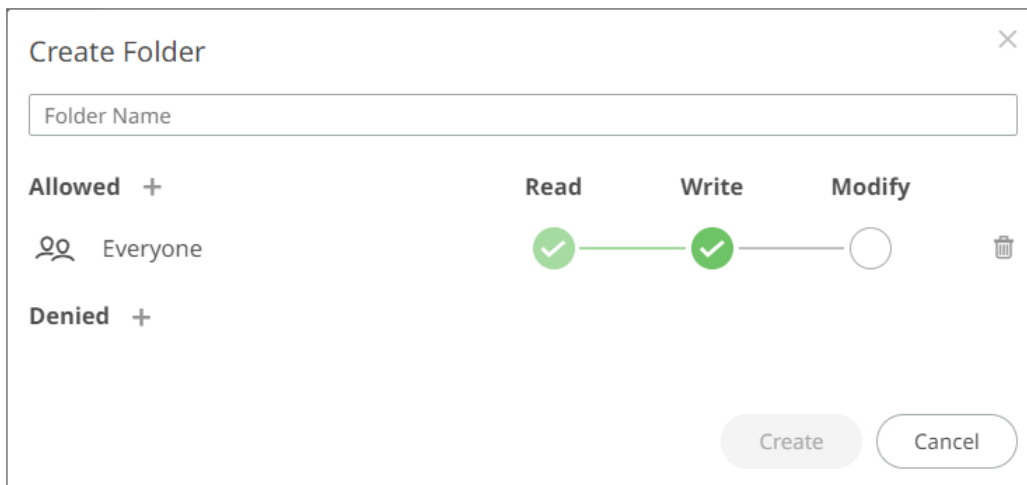 Create Folder
Folder Name
Allowed + Read Write Modify
Everyone
Denied +
Create Cancel